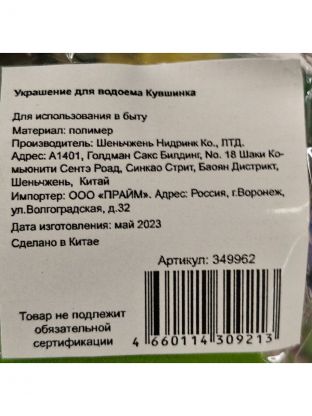 Украшение для водоема Кувшинка
Для использования в быту
Материал: полимер
Производитель: Шеньчжень Нидринк Ко., ЛТД.
Адрес: А1401, Голдман Сакс Билдинг, No. 18 Шаки Ко-
мьюнити Сентэ Роад, Синкао Стрит, Баоян Дистрикт,
Шеньчжень, Китай
Импортер: ООО «ПРАЙМ». Адрес: Россия, г.Воронеж,
ул.Волгоградская, д.32
Дата изготовления: май 2023
Сделано в Китае
Артикул: 349962
Товар не подлежит
обязательной
сертификации
4 660114 309213